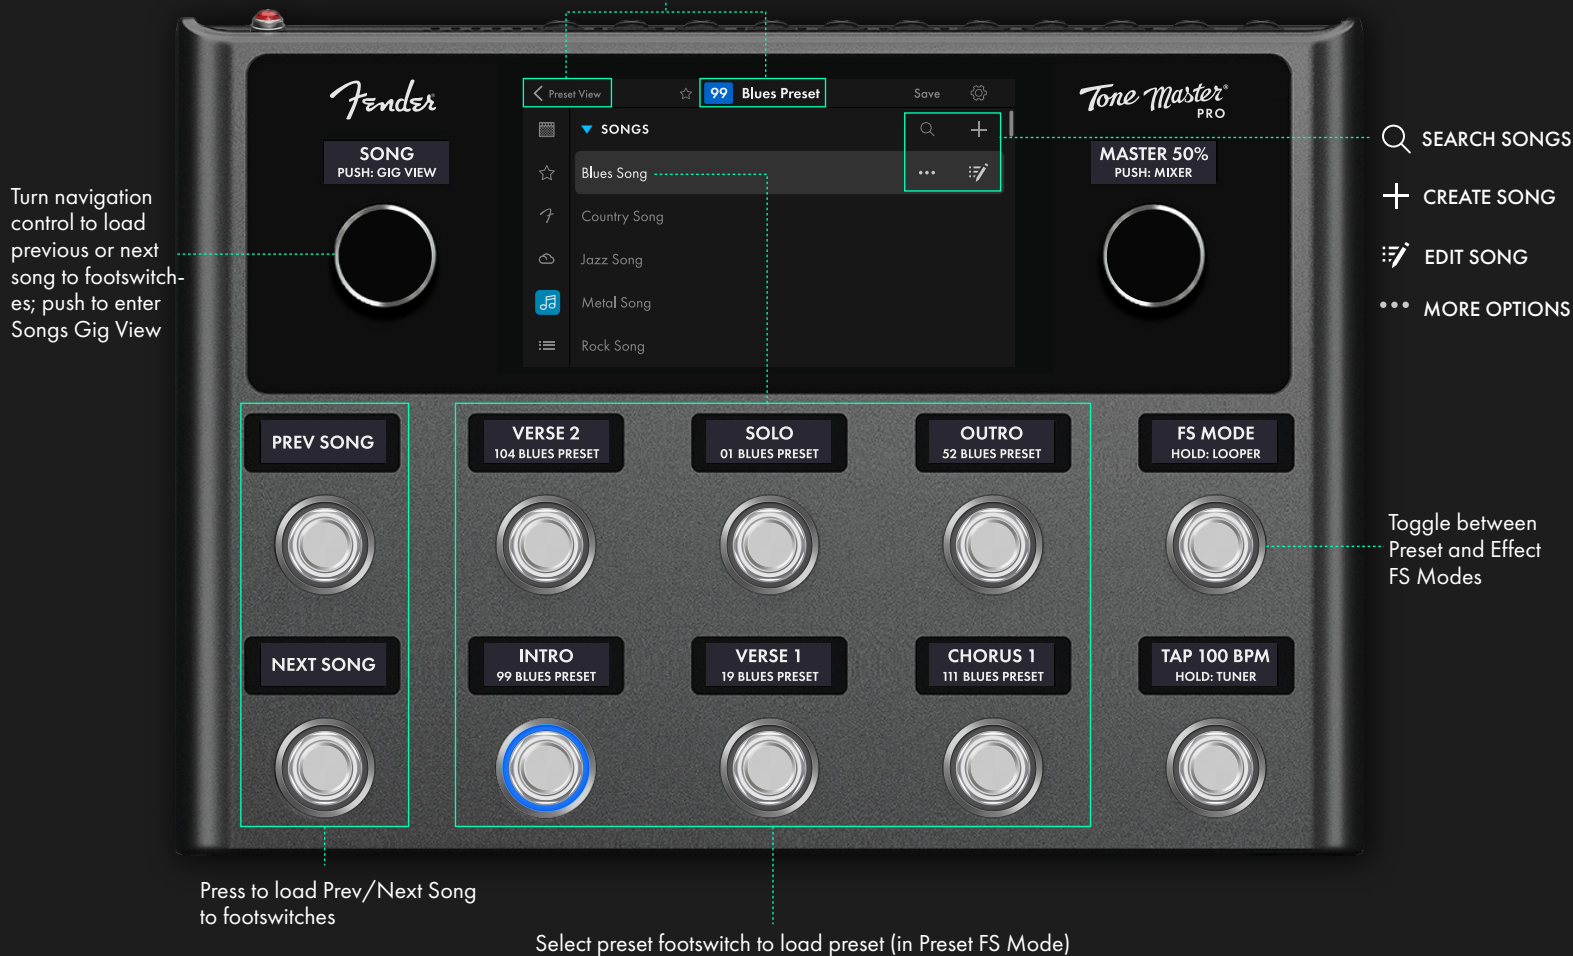 Fender
Preset View
99 Blues Preset
Save
Tone Master®
PRO
SONG
PUSH: GIG VIEW
SONGS
Blues Song
Country Song
Jazz Song
Metal Song
Rock Song
MASTER 50%
PUSH: MIXER
SEARCH SONGS
CREATE SONG
EDIT SONG
MORE OPTIONS
Turn navigation
control to load
previous or next
song to footswitch-
es; push to enter
Songs Gig View
PREV SONG
VERSE 2
104 BLUES PRESET
SOLO
01 BLUES PRESET
OUTRO
52 BLUES PRESET
FS MODE
HOLD: LOOPER
Toggle between
Preset and Effect
FS Modes
NEXT SONG
INTRO
99 BLUES PRESET
VERSE 1
19 BLUES PRESET
CHORUS 1
111 BLUES PRESET
TAP 100 BPM
HOLD: TUNER
Press to load Prev/Next Song
to footswitches
Select preset footswitch to load preset (in Preset FS Mode)